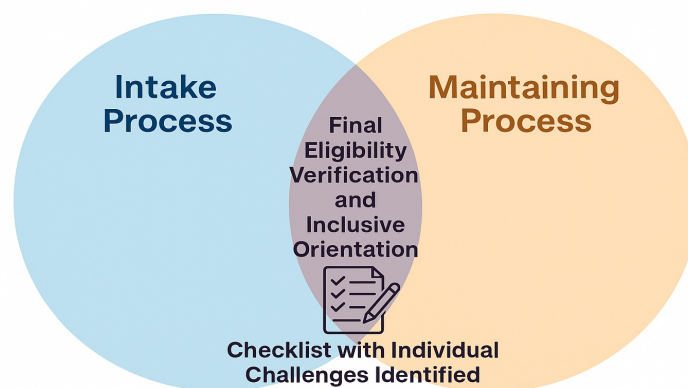 Intake
Process
Maintaining
Process
Final
Eligibility
Verification
and
Inclusive
Orientation
Checklist with Individual
Challenges Identified